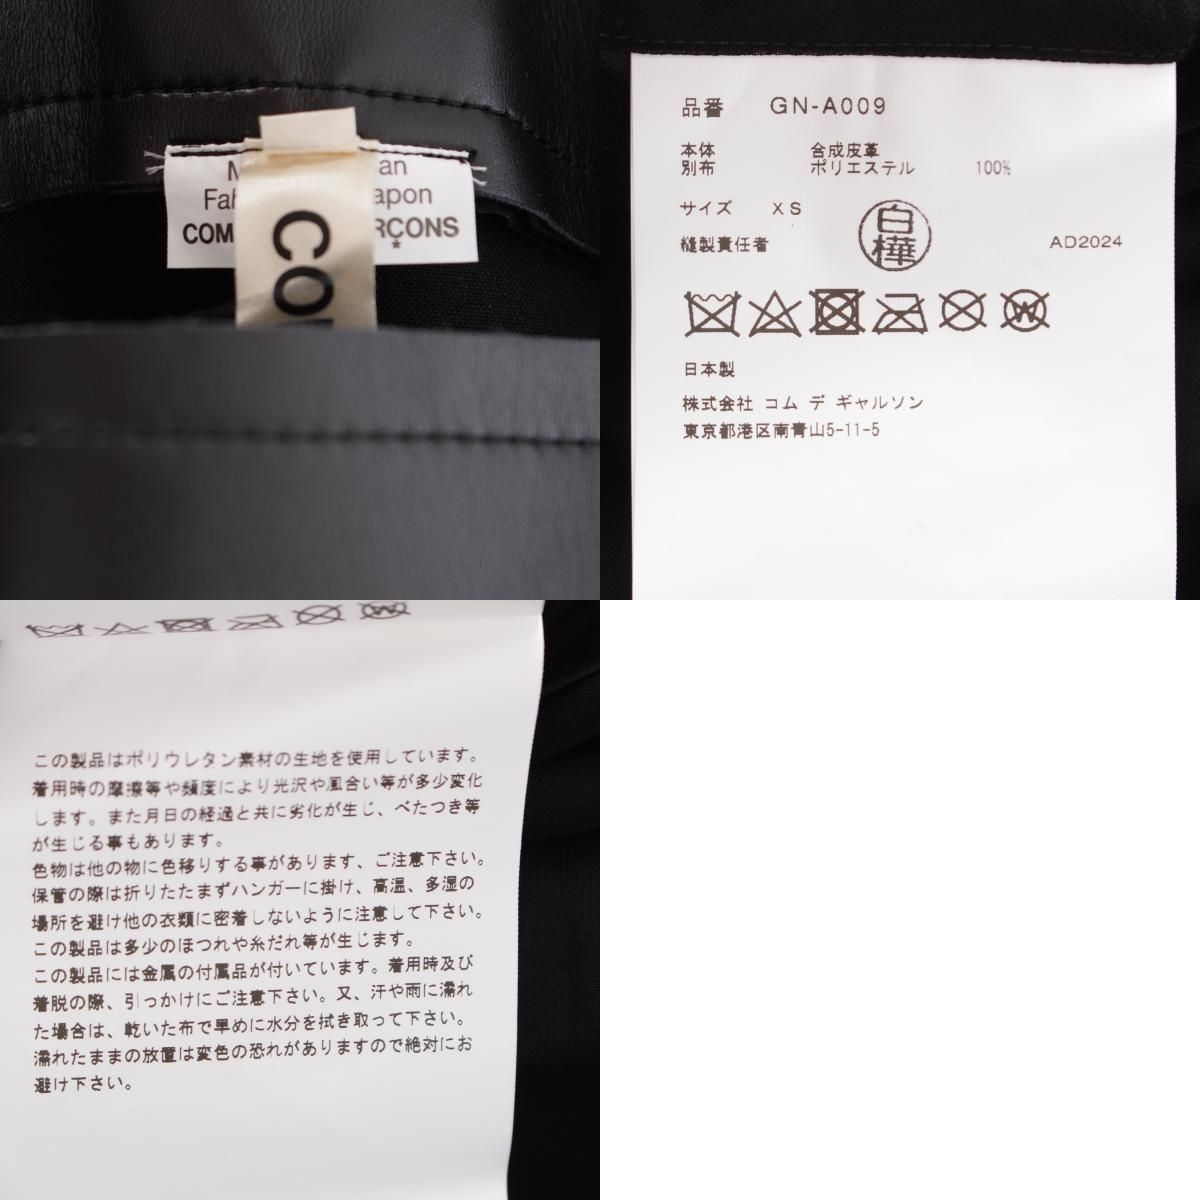 an
Fa apon
COM RÇONS
*
CO
品番 GN-A009
本体 合成皮革
別布 ポリエステル 100%
サイズ XS
白樺
縫製責任者 AD2024
日本製
株式会社 コム デ ギャルソン
東京都港区南青山5-11-5
この製品はポリウレタン素材の生地を使用しています。
着用時の摩擦等や頻度により光沢や風合い等が多少変化
します。また月日の経過と共に劣化が生じ、べたつき等
が生じる事もあります。
色物は他の物に色移りする事があります、ご注意下さい。
保管の際は折りたたまずハンガーに掛け、高温、多湿の
場所を避け他の衣類に密着しないように注意して下さい。
この製品は多少のほつれや糸だれ等が生じます。
この製品には金属の付属品が付いています。着用時及び
着脱の際、引っかけにご注意下さい。又、汗や雨に濡れ
た場合は、乾いた布で早めに水分を拭き取って下さい。
濡れたままの放置は変色の恐れがありますので絶対にお
避け下さい。